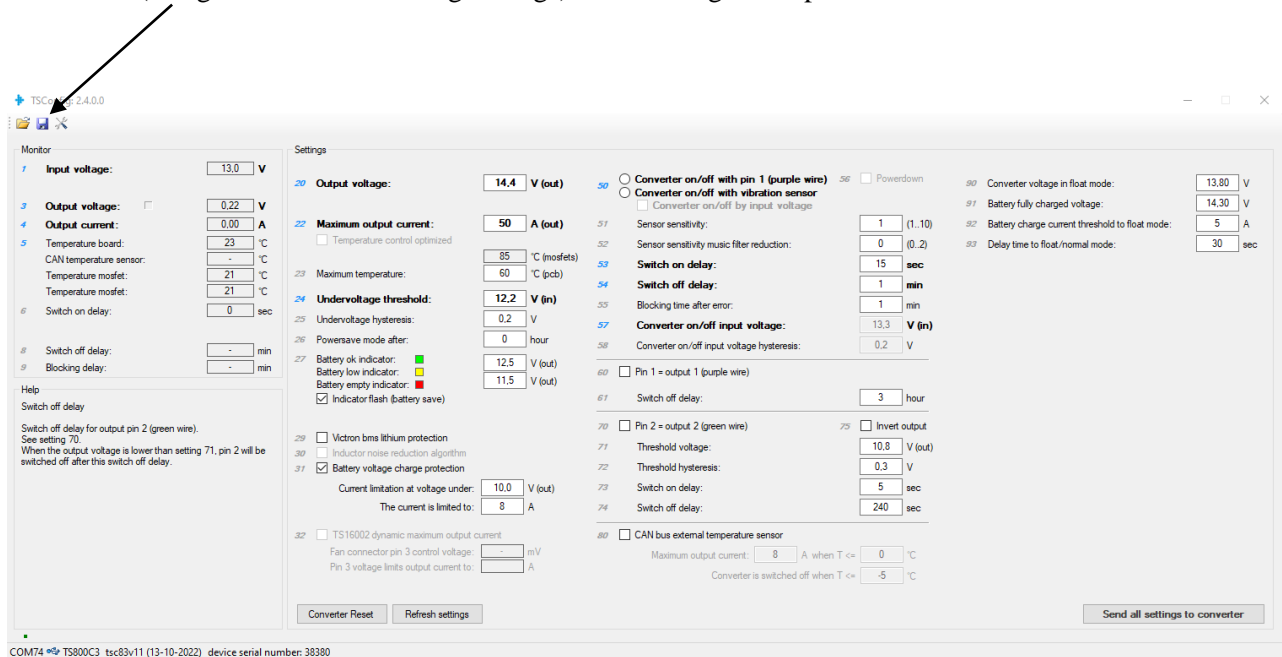 TSConfig: 2.4.0.0
Monitor
1 Input voltage: 13,0 V
3 Output voltage: 0,22 V
4 Output current: 0,00 A
5 Temperature board: 23 °C
CAN temperature sensor: - °C
Temperature mosfet: 21 °C
Temperature mosfet: 21 °C
6 Switch on delay: 0 sec
8 Switch off delay: - min
9 Blocking delay: - min
Help
Switch off delay
Switch off delay for output pin 2 (green wire).
See setting 70.
When the output voltage is lower than setting 71, pin 2 will be
switched off after this switch off delay.
Settings
20 Output voltage: 14,4 V (out)
22 Maximum output current: 50 A (out)
Temperature control optimized
85 °C (mosfets)
23 Maximum temperature: 60 °C (pcb)
24 Undervoltage threshold: 12,2 V (in)
25 Undervoltage hysteresis: 0,2 V
26 Powersave mode after: 0 hour
27 Battery ok indicator: 12,5 V (out)
Battery low indicator:
Battery empty indicator: 11,5 V (out)
Indicator flash (battery save)
29 Victron bms lithium protection
30 Inductor noise reduction algorithm
31 Battery voltage charge protection
Current limitation at voltage under: 10,0 V (out)
The current is limited to: 8 A
32 TS16002 dynamic maximum output current
Fan connector pin 3 control voltage: - mV
Pin 3 voltage limits output current to: A
Converter Reset Refresh settings
50 Converter on/off with pin 1 (purple wire) 56 Powerdown
Converter on/off with vibration sensor
Converter on/off by input voltage
51 Sensor sensitivity: 1 (1..10)
52 Sensor sensitivity music filter reduction: 0 (0..2)
53 Switch on delay: 15 sec
54 Switch off delay: 1 min
55 Blocking time after error: 1 min
57 Converter on/off input voltage: 13,3 V (in)
58 Converter on/off input voltage hysteresis: 0,2 V
60 Pin 1 = output 1 (purple wire)
61 Switch off delay: 3 hour
70 Pin 2 = output 2 (green wire) 75 Invert output
71 Threshold voltage: 10,8 V (out)
72 Threshold hysteresis: 0,3 V
73 Switch on delay: 5 sec
74 Switch off delay: 240 sec
80 CAN bus external temperature sensor
Maximum output current: 8 A when T <= 0 °C
Converter is switched off when T <= -5 °C
90 Converter voltage in float mode: 13,80 V
91 Battery fully charged voltage: 14,30 V
92 Battery charge current threshold to float mode: 5 A
93 Delay time to float/normal mode: 30 sec
Send all settings to converter
COM74 TS800C3 tsc83v11 (13-10-2022) device serial number: 38380